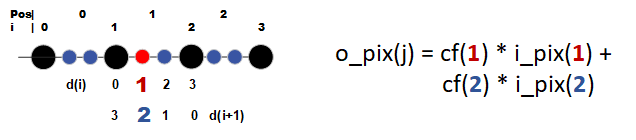 Pos| 0 1 2
i | 0 1 2 3
d(i) 0 1 2 3
3 2 1 0 d(i+1)
o_pix(j) = cf(1) * i_pix(1) +
cf(2) * i_pix(2)